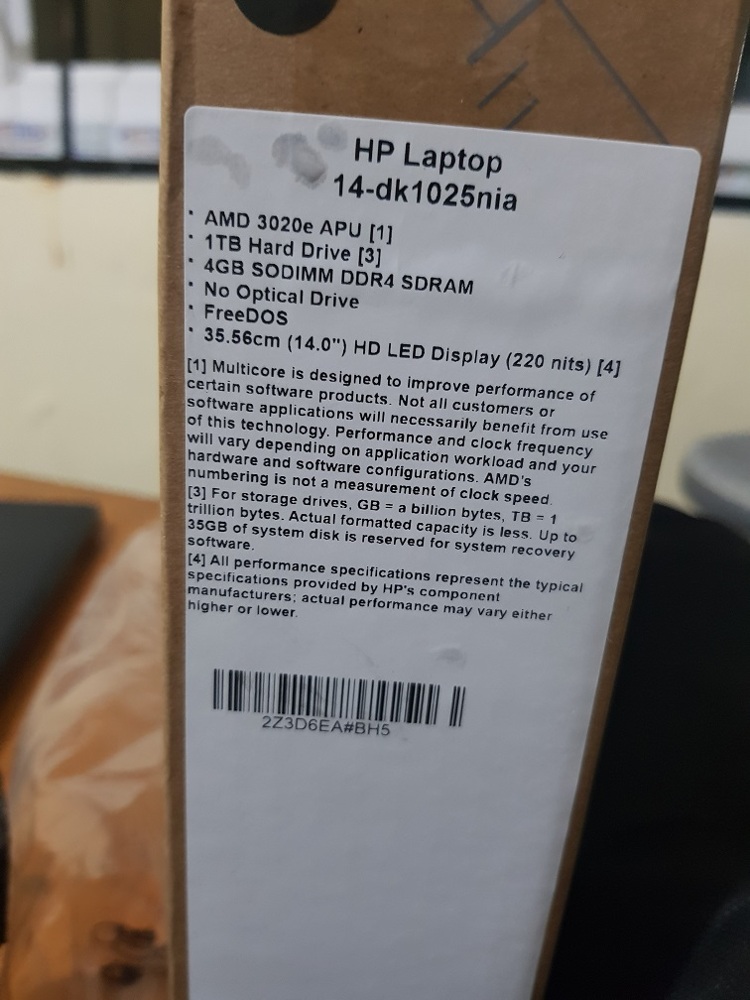 HP Laptop
14-dk1025nia
· AMD 3020e APU [1]
· 1TB Hard Drive [3]
· 4GB SODIMM DDR4 SDRAM
· No Optical Drive
· FreeDOS
· 35.56cm (14.0") HD LED Display (220 nits) [4]
[1] Multicore is designed to improve performance of
certain software products. Not all customers or
software applications will necessarily benefit from use
of this technology. Performance and clock frequency
will vary depending on application workload and your
hardware and software configurations. AMD's
numbering is not a measurement of clock speed.
[3] For storage drives, GB = a billion bytes, TB = 1
trillion bytes. Actual formatted capacity is less. Up to
35GB of system disk is reserved for system recovery
software.
[4] All performance specifications represent the typical
specifications provided by HP's component
manufacturers; actual performance may vary either
higher or lower.
2Z3D6EA#BH5